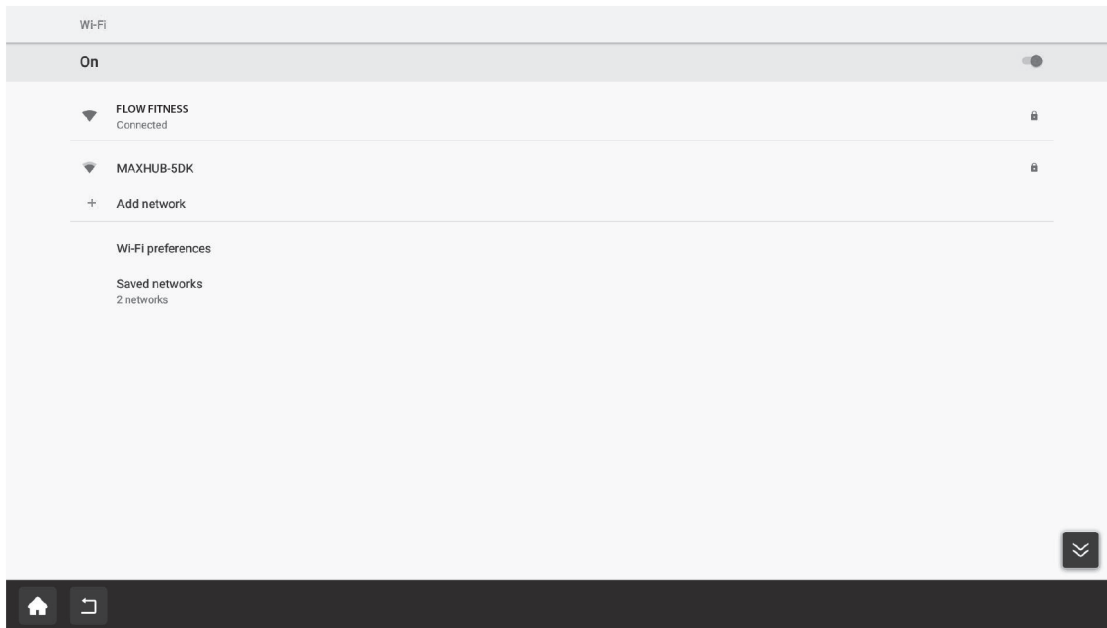 Wi-Fi
On
FLOW FITNESS
Connected
MAXHUB-5DK
Add network
Wi-Fi preferences
Saved networks
2 networks